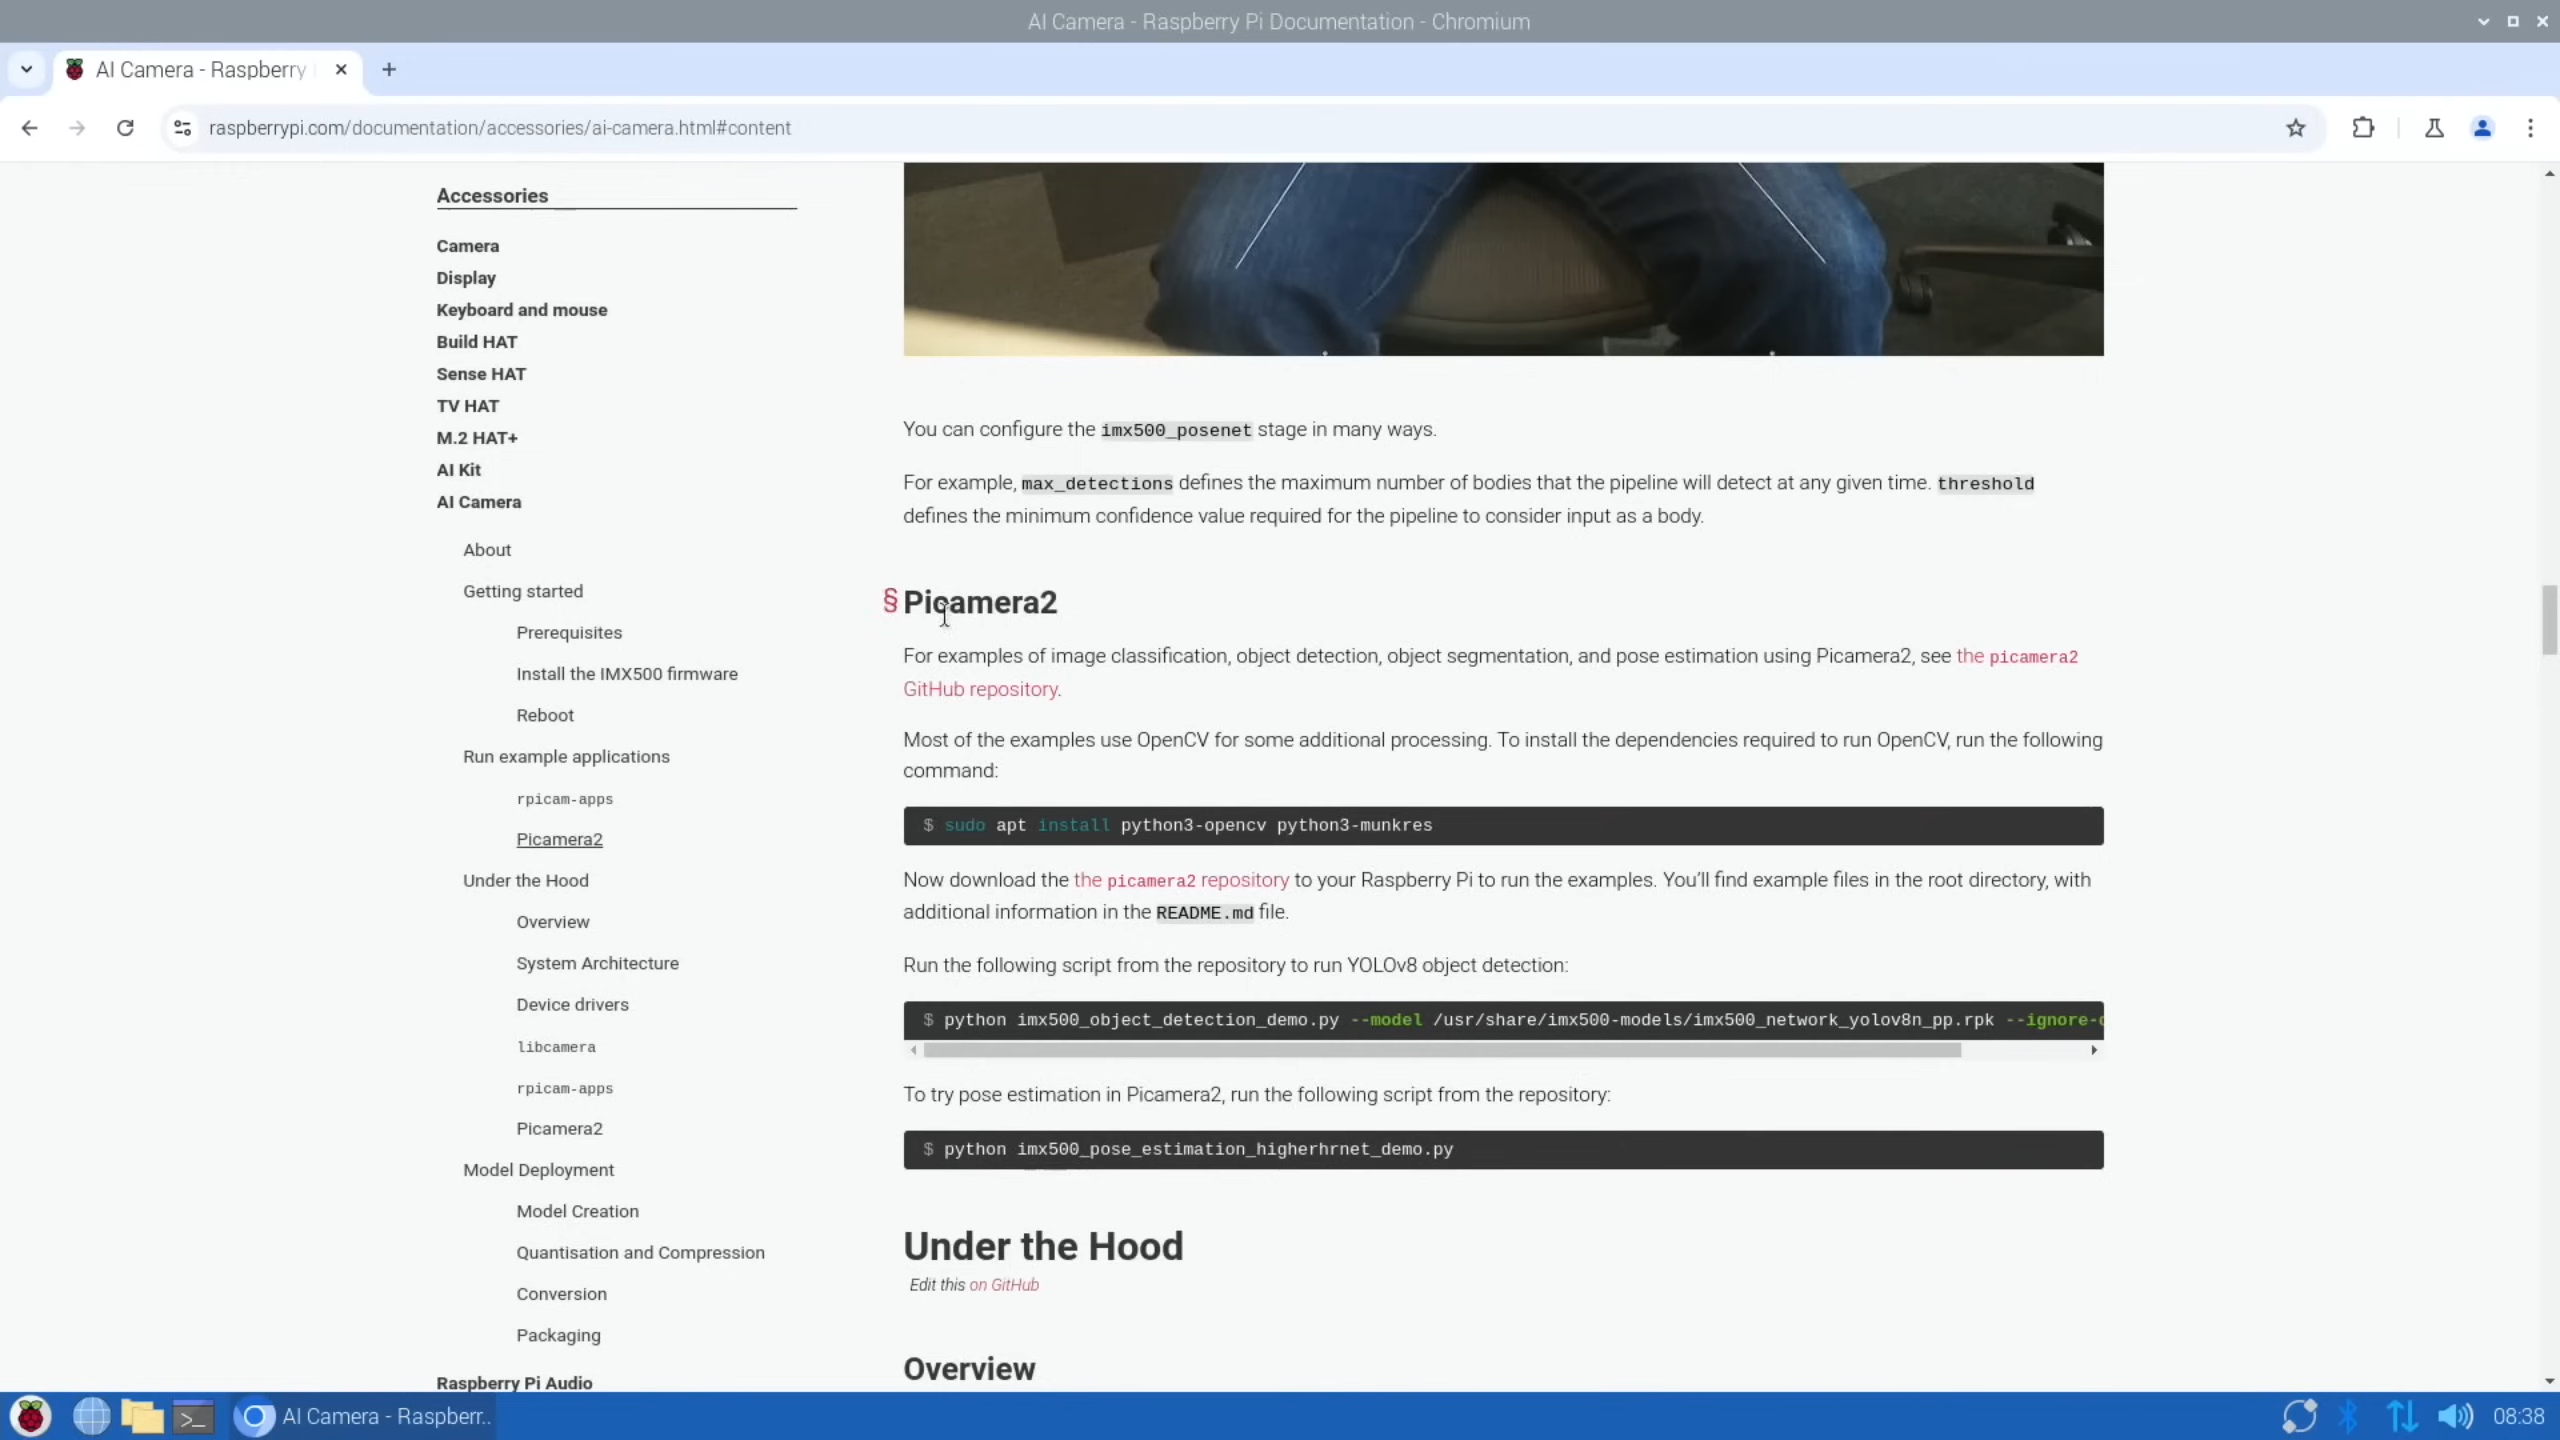 AI Camera - Raspberry Pi Documentation - Chromium
AI Camera - Raspberry
raspberrypi.com/documentation/accessories/ai-camera.html#content
Accessories
Camera
Display
Keyboard and mouse
Build HAT
Sense HAT
TV HAT
M.2 HAT+
AI Kit
AI Camera
About
Getting started
Prerequisites
Install the IMX500 firmware
Reboot
Run example applications
rpicam-apps
Picamera2
Under the Hood
Overview
System Architecture
Device drivers
libcamera
rpicam-apps
Picamera2
Model Deployment
Model Creation
Quantisation and Compression
Conversion
Packaging
Raspberry Pi Audio
You can configure the imx500_posenet stage in many ways.
For example, max_detections defines the maximum number of bodies that the pipeline will detect at any given time. threshold
defines the minimum confidence value required for the pipeline to consider input as a body.
§ Picamera2
For examples of image classification, object detection, object segmentation, and pose estimation using Picamera2, see the picamera2
GitHub repository.
Most of the examples use OpenCV for some additional processing. To install the dependencies required to run OpenCV, run the following
command:
$ sudo apt install python3-opencv python3-munkres
Now download the the picamera2 repository to your Raspberry Pi to run the examples. You’ll find example files in the root directory, with
additional information in the README.md file.
Run the following script from the repository to run YOLOv8 object detection:
$ python imx500_object_detection_demo.py --model /usr/share/imx500-models/imx500_network_yolov8n_pp.rpk --ignore-
To try pose estimation in Picamera2, run the following script from the repository:
$ python imx500_pose_estimation_higherhrnet_demo.py
Under the Hood
Edit this on GitHub
Overview
AI Camera - Raspberr..
08:38